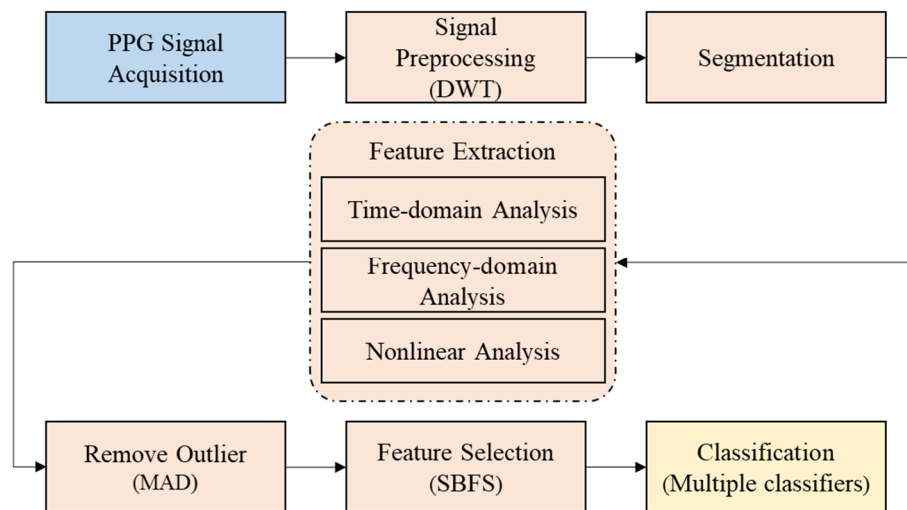 PPG Signal
Acquisition
Signal
Preprocessing
(DWT)
Segmentation
Feature Extraction
Time-domain Analysis
Frequency-domain
Analysis
Nonlinear Analysis
Remove Outlier
(MAD)
Feature Selection
(SBFS)
Classification
(Multiple classifiers)